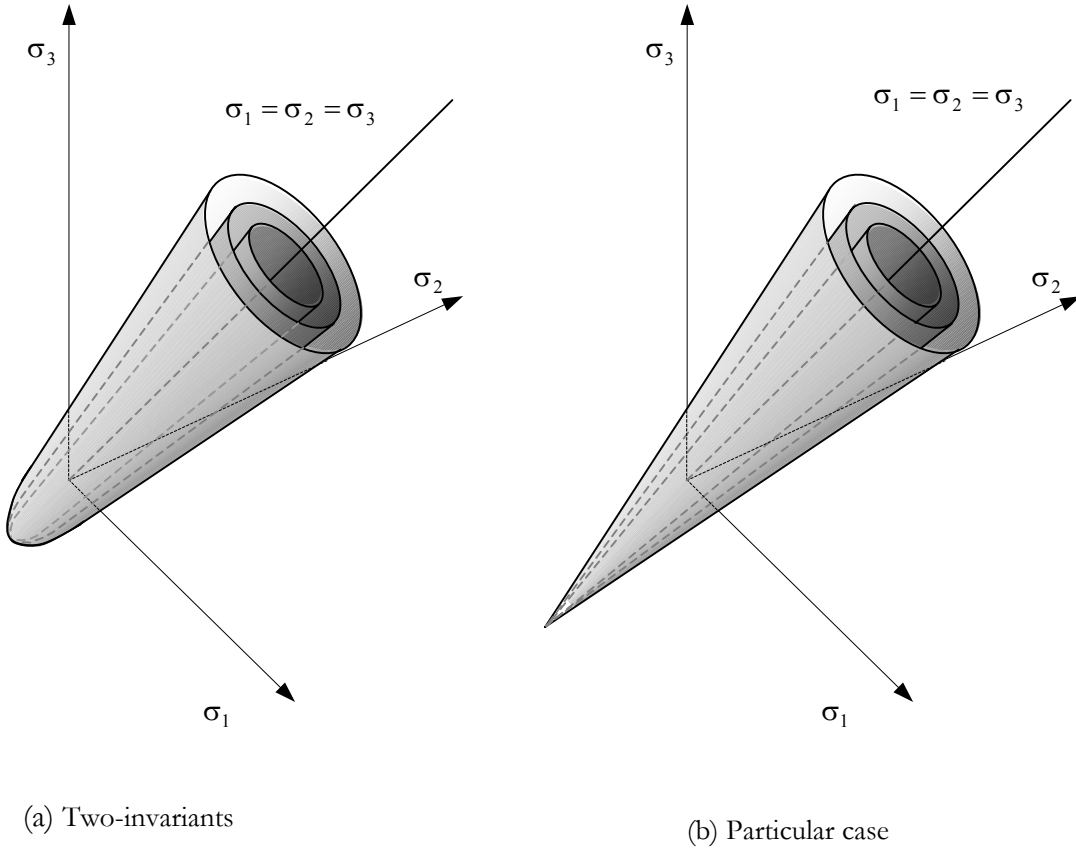 σ₃
σ₁ = σ₂ = σ₃
σ₂
σ₁
(a) Two-invariants
σ₃
σ₁ = σ₂ = σ₃
σ₂
σ₁
(b) Particular case